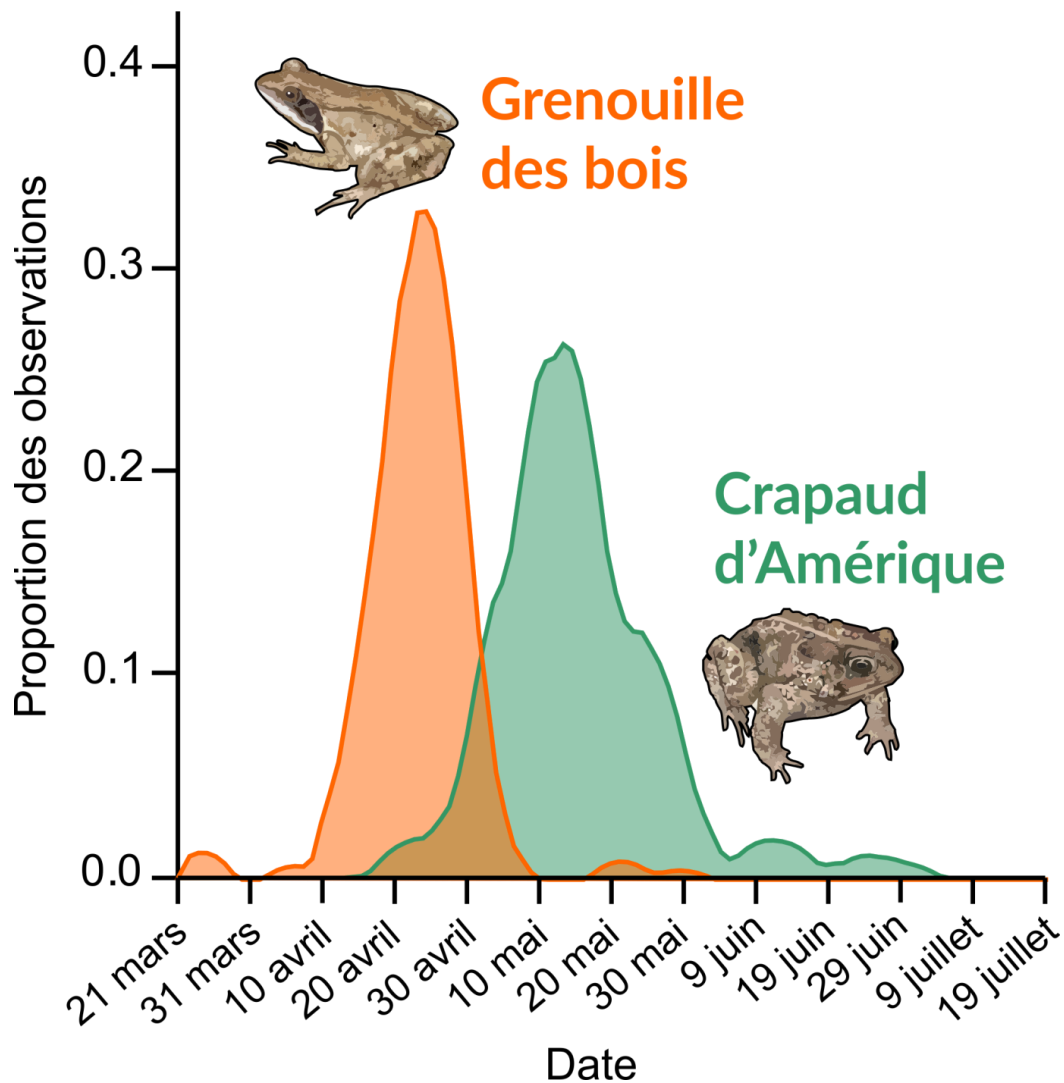 Grenouille
des bois
Crapaud
d’Amérique
Proportion des observations
0.4
0.3
0.2
0.1
0.0
21 mars
31 mars
10 avril
20 avril
30 avril
10 mai
20 mai
30 mai
9 juin
19 juin
29 juin
9 juillet
19 juillet
Date